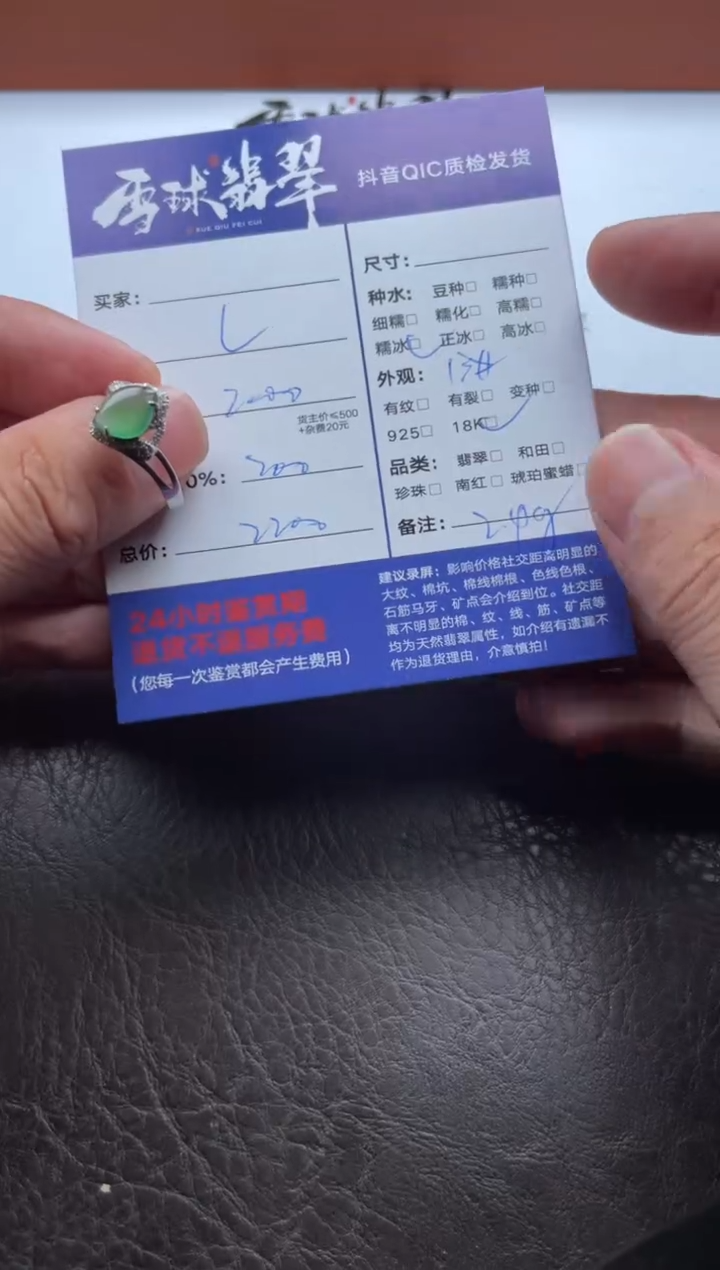 雪球翡翠
XUE QIU FEI CUI
抖音QIC质检发货
买家：
2000
货主价≤500
+杂费20元
0%： 200
总价： 2200
24小时鉴赏期
退货不退服务费
（您每一次鉴赏都会产生费用）
尺寸：
种水： 豆种□ 糯种□
细糯□ 糯化□ 高糯□
糯冰□ 正冰□ 高冰□
外观： 13#
有纹□ 有裂□ 变种□
925□ 18K□
品类： 翡翠□ 和田□
珍珠□ 南红□ 琥珀蜜蜡□
备注： 2.49g
建议录屏：影响价格社交距离明显的
大纹、棉坑、棉线棉根、色线色根、
石筋马牙、矿点会介绍到位。社交距
离不明显的棉、纹、线、筋、矿点等
均为天然翡翠属性，如介绍有遗漏不
作为退货理由，介意慎拍！